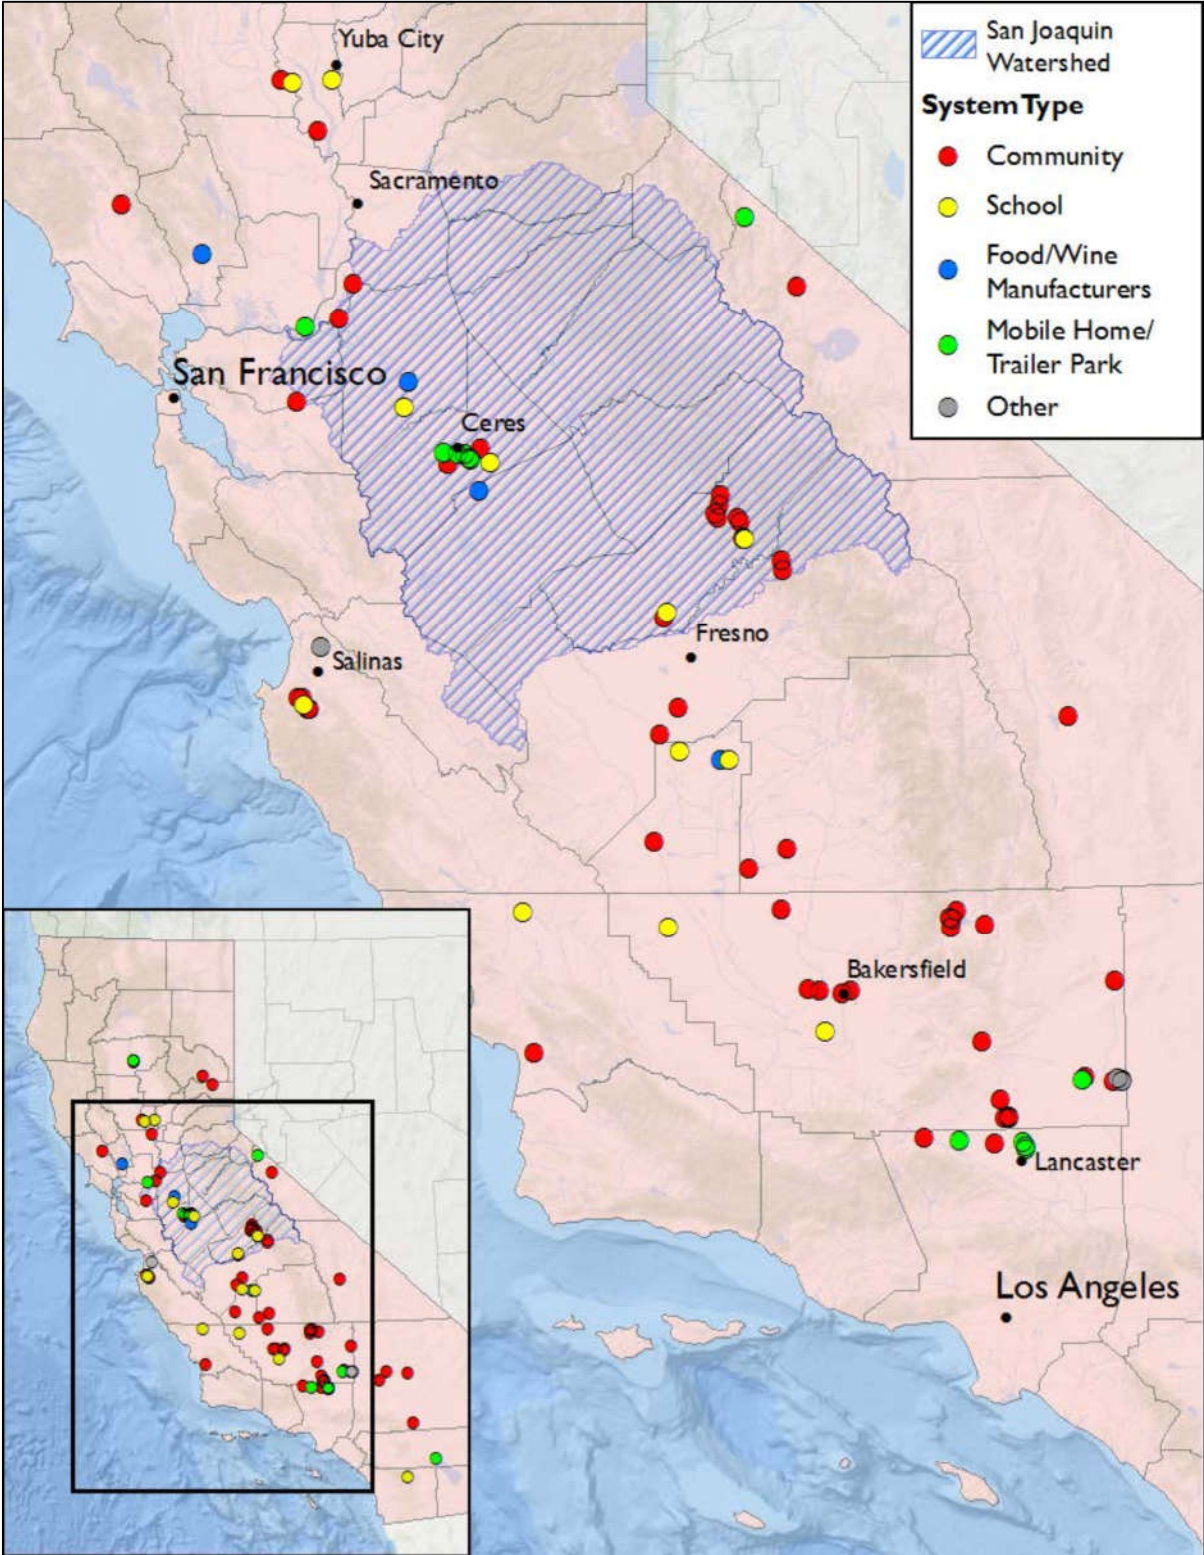 Yuba City
Sacramento
San Francisco
Ceres
Fresno
Salinas
Bakersfield
Lancaster
Los Angeles
San Joaquin
Watershed
System Type
Community
School
Food/Wine
Manufacturers
Mobile Home/
Trailer Park
Other